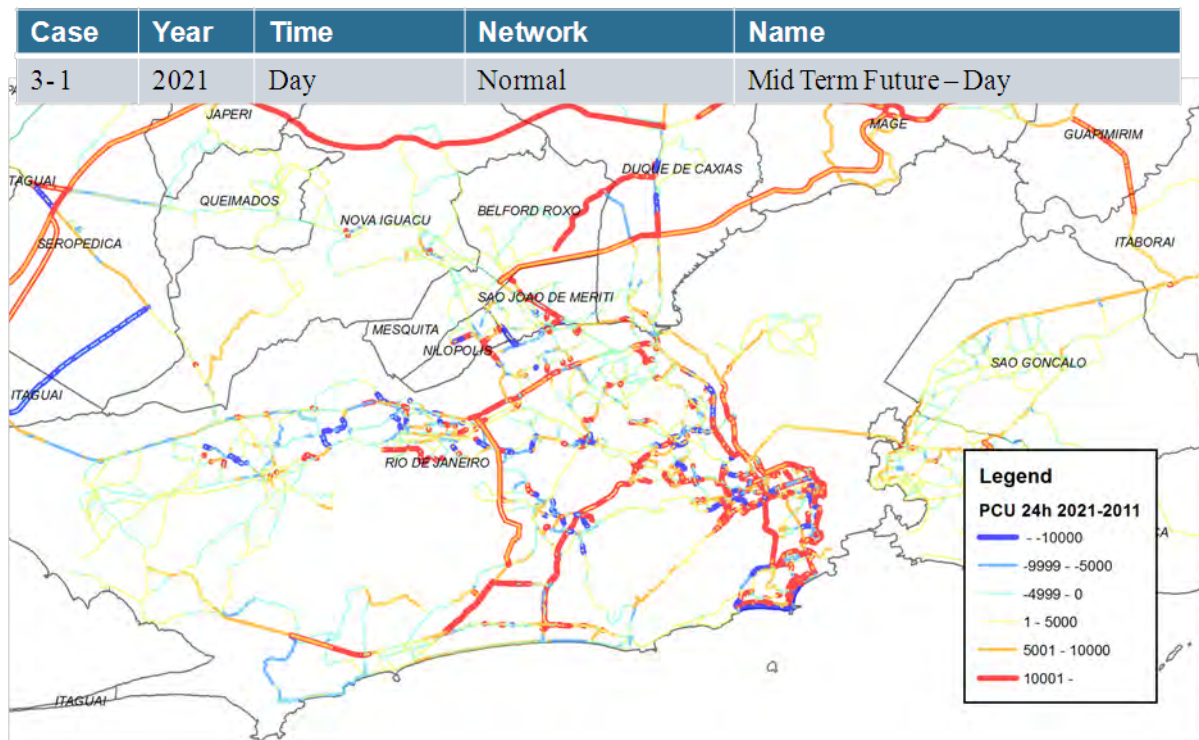 Case Year Time Network Name
3-1 2021 Day Normal Mid Term Future – Day
JAPERI
MAGE
GUAPIMIRIM
DUQUE DE CAXIAS
TAGUAI
QUEIMADOS
BELFORD ROXO
NOVA IGUACU
SEROPEDICA
ITABORAI
SAO JOAO DE MERITI
MESQUITA
NILOPOLIS
SAO GONCALO
ITAGUAI
RIO DE JANEIRO
Legend
PCU 24h 2021-2011
- -10000
-9999 - -5000
-4999 - 0
1 - 5000
5001 - 10000
10001 -
ITAGUAI